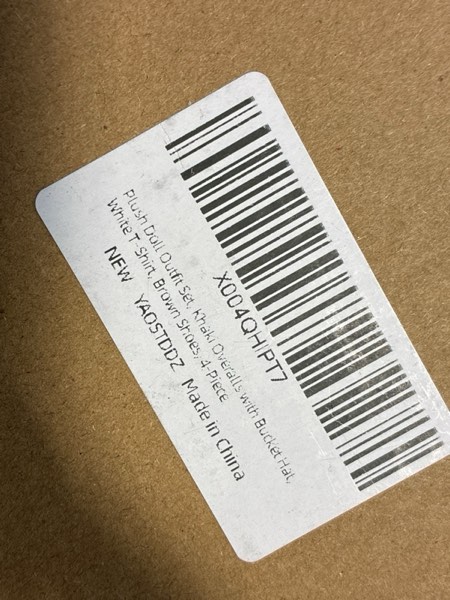 X004QHIPT7
Plush Doll Outfit Set, Khaki Overalls with Bucket Hat,
White T-Shirt, Brown Shoes, 4-Piece
NEW YAOSTDDZ Made in China